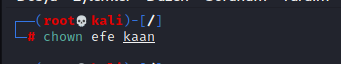 (root💀kali)-[/]
# chown efe kaan